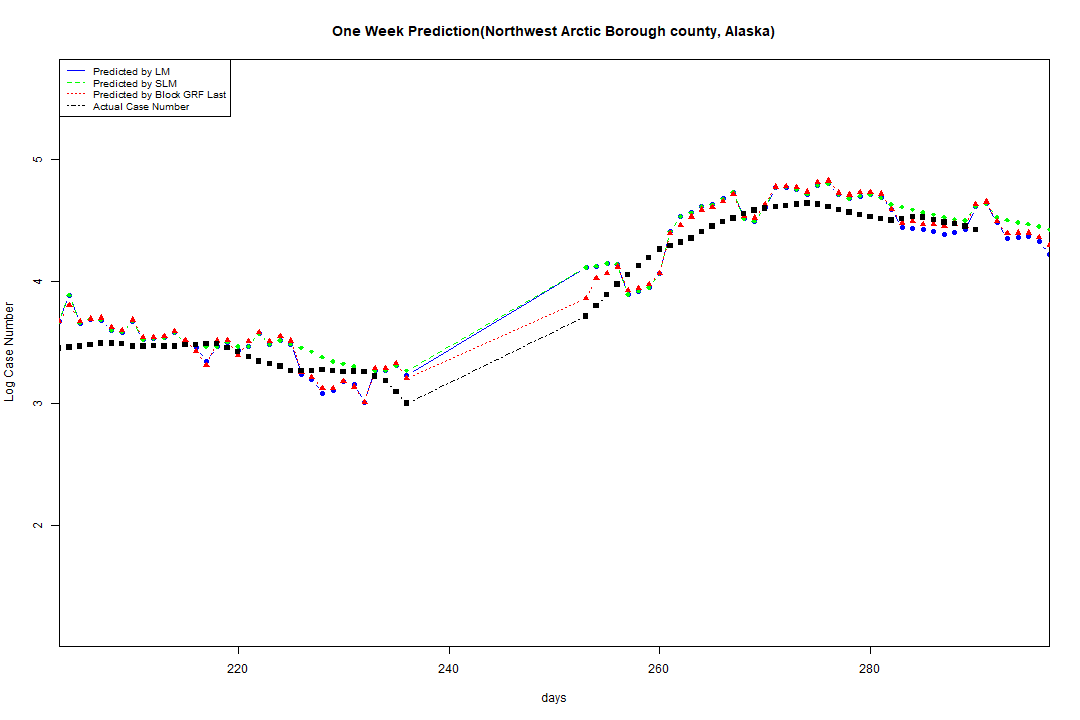 One Week Prediction(Northwest Arctic Borough county, Alaska)
Predicted by LM
Predicted by SLM
Predicted by Block GRF Last
Actual Case Number
5
4
3
2
Log Case Number
220 240 260 280
days